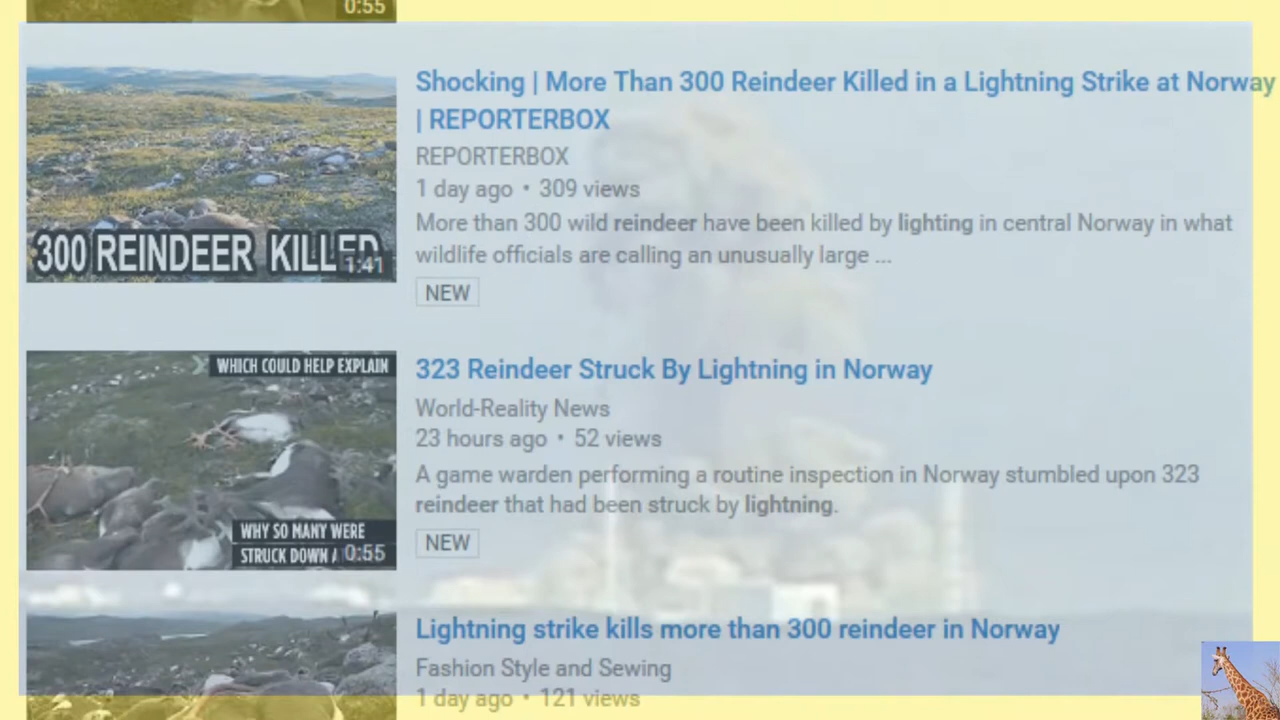 0:55
Shocking | More Than 300 Reindeer Killed in a Lightning Strike at Norway
| REPORTERBOX
REPORTERBOX
1 day ago • 309 views
More than 300 wild reindeer have been killed by lighting in central Norway in what
wildlife officials are calling an unusually large ...
300 REINDEER KILLED
1:41
NEW
WHICH COULD HELP EXPLAIN
323 Reindeer Struck By Lightning in Norway
World-Reality News
23 hours ago • 52 views
A game warden performing a routine inspection in Norway stumbled upon 323
reindeer that had been struck by lightning.
WHY SO MANY WERE
STRUCK DOWN
0:55
NEW
Lightning strike kills more than 300 reindeer in Norway
Fashion Style and Sewing
1 day ago • 121 views